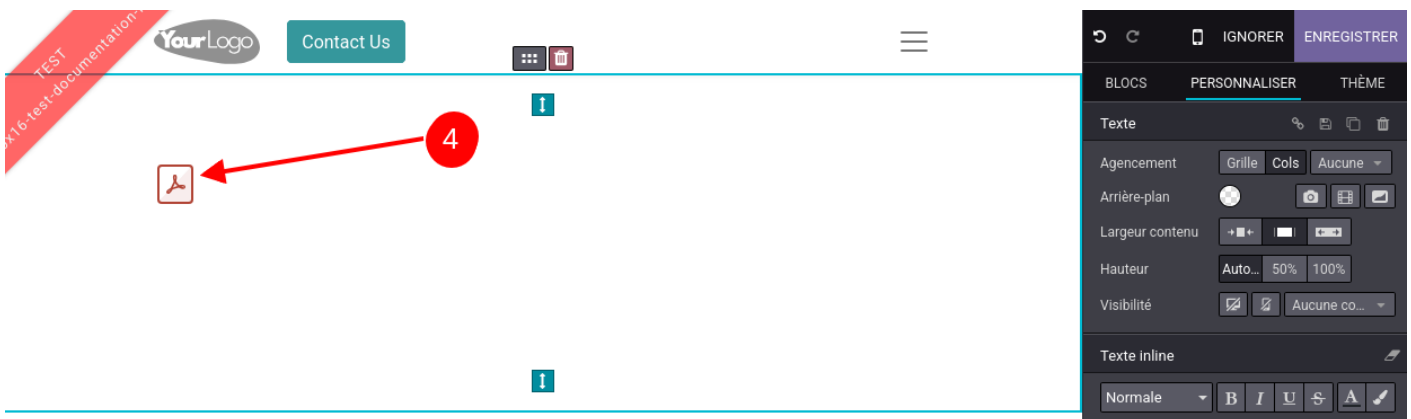 TEST
x16-test-documentation-
YourLogo
Contact Us
4
IGNORER
ENREGISTRER
BLOCS
PERSONNALISER
THÈME
Texte
Agencement
Grille
Cols
Aucune
Arrière-plan
Largeur contenu
Hauteur
Auto...
50%
100%
Visibilité
Aucune co...
Texte inline
Normale
B
I
U
S
A